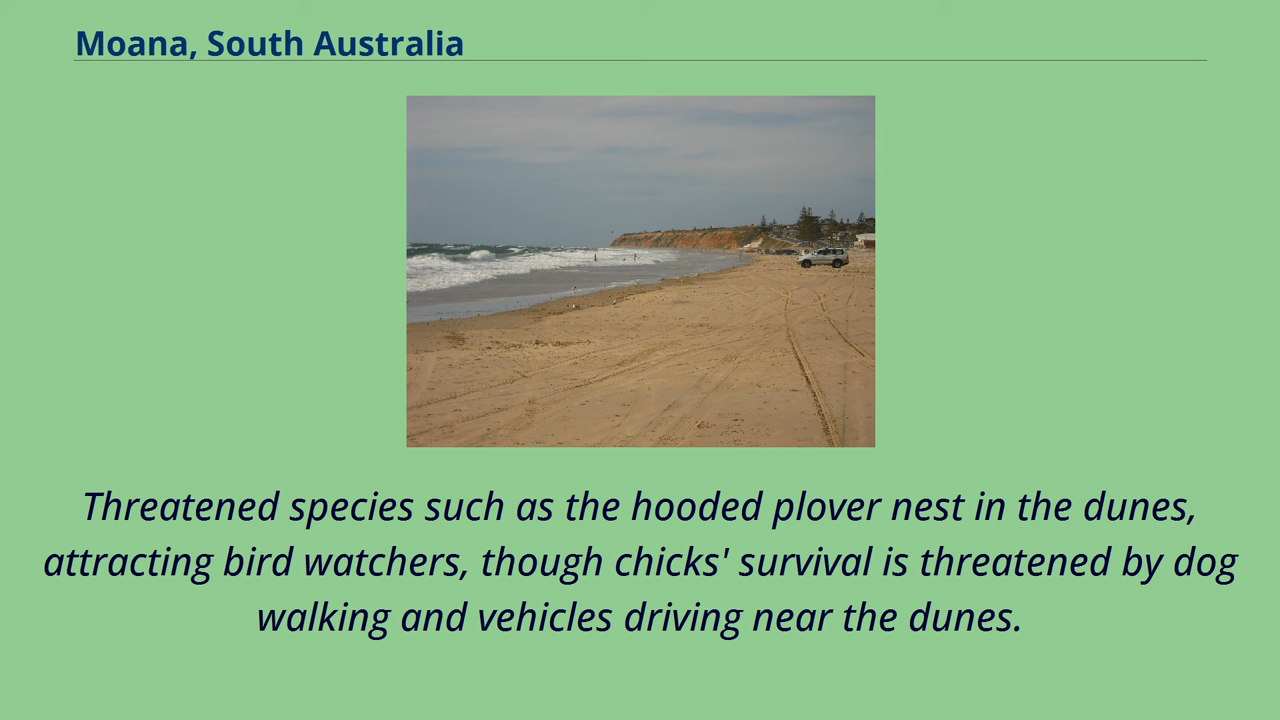 Moana, South Australia
Threatened species such as the hooded plover nest in the dunes,
attracting bird watchers, though chicks' survival is threatened by dog
walking and vehicles driving near the dunes.